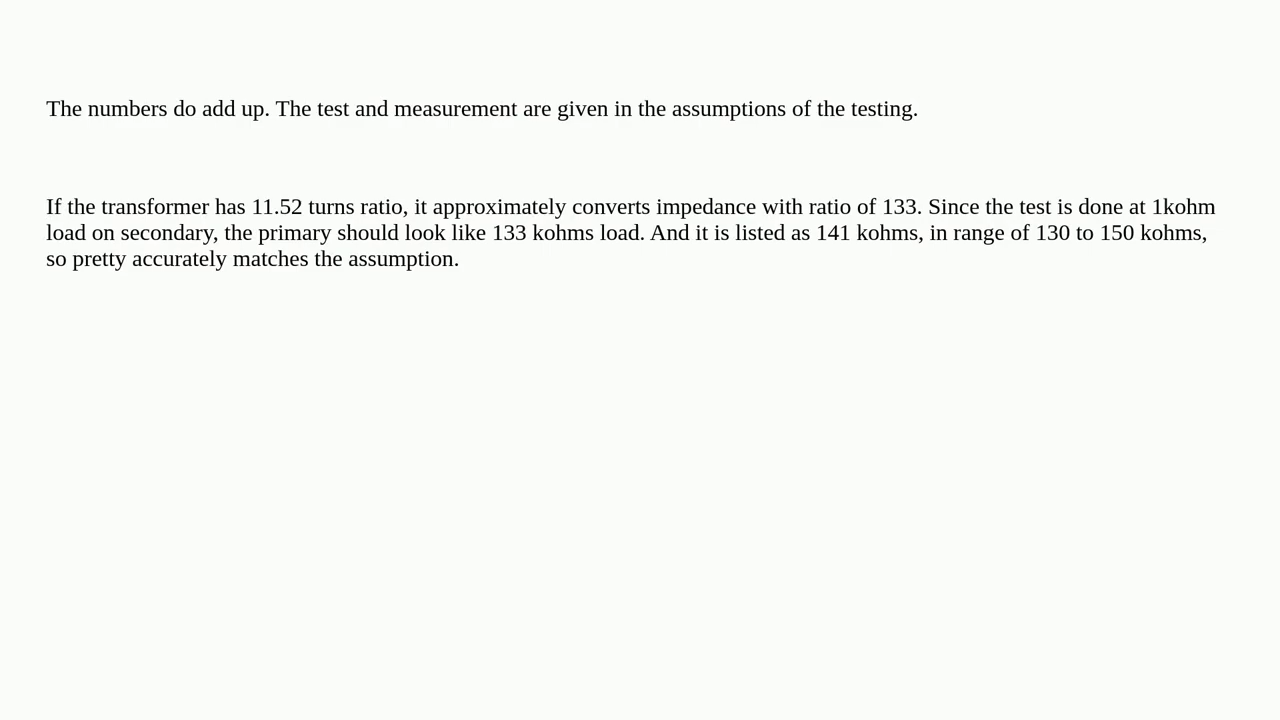 The numbers do add up. The test and measurement are given in the assumptions of the testing.
If the transformer has 11.52 turns ratio, it approximately converts impedance with ratio of 133. Since the test is done at 1kohm
load on secondary, the primary should look like 133 kohms load. And it is listed as 141 kohms, in range of 130 to 150 kohms,
so pretty accurately matches the assumption.